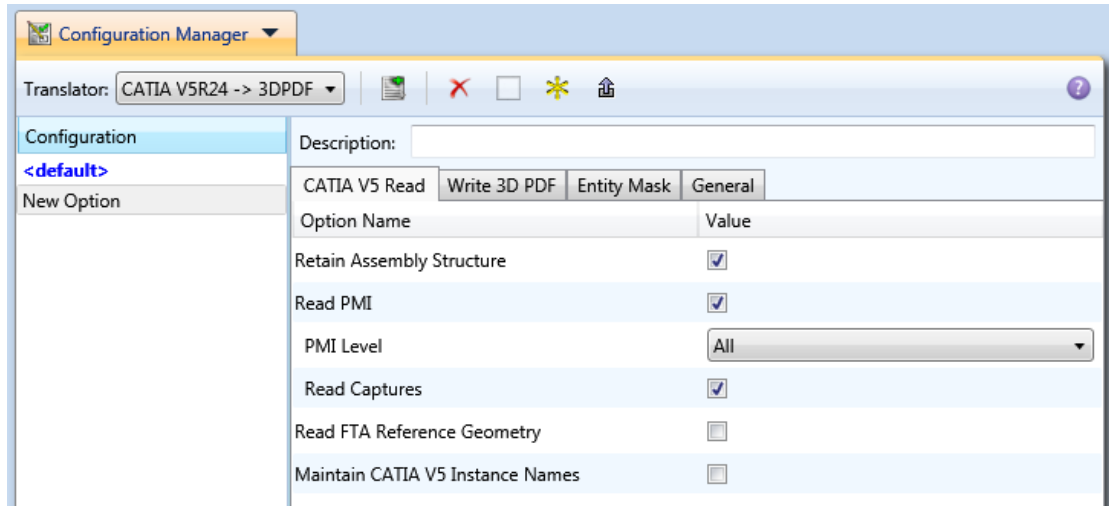 Configuration Manager
Translator: CATIA V5R24 -> 3DPDF
Configuration
<default>
New Option
Description:
CATIA V5 Read Write 3D PDF Entity Mask General
Option Name Value
Retain Assembly Structure
Read PMI
PMI Level All
Read Captures
Read FTA Reference Geometry
Maintain CATIA V5 Instance Names